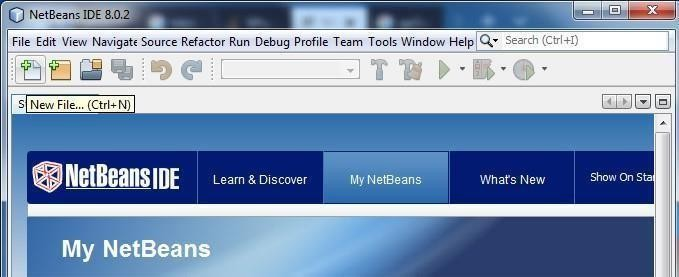 NetBeans IDE 8.0.2
File Edit View Navigate Source Refactor Run Debug Profile Team Tools Window Help Search (Ctrl+I)
New File... (Ctrl+N)
NetBeans IDE Learn & Discover My NetBeans What's New Show On Star
My NetBeans